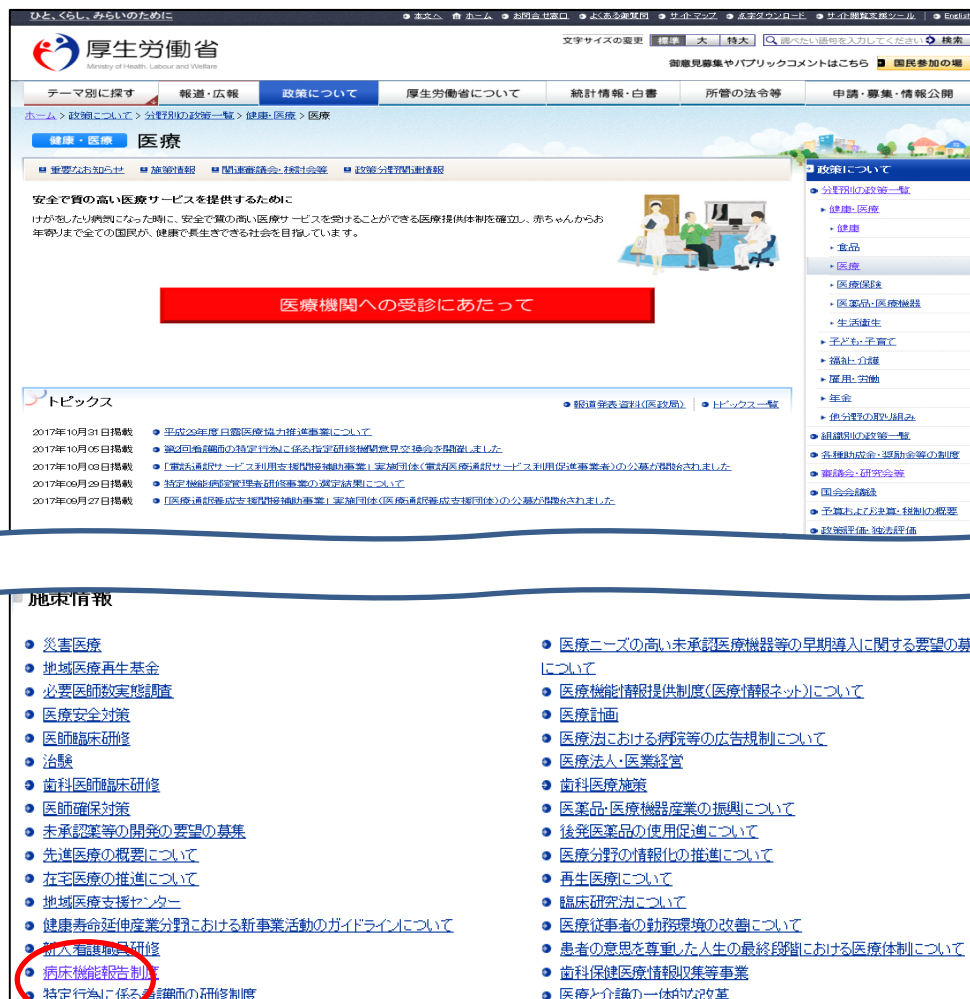 ひと、くらし、みらいのために
本文へ ホーム お問合せ窓口 よくある御質問 サイトマップ 点字ダウンロード サイト閲覧支援ツール English
厚生労働省
Ministry of Health, Labour and Welfare
文字サイズの変更 標準 大 特大 調べたい語句を入力してください 検索
御意見募集やパブリックコメントはこちら 国民参加の場
テーマ別に探す 報道・広報 政策について 厚生労働省について 統計情報・白書 所管の法令等 申請・募集・情報公開
ホーム > 政策について > 分野別の政策一覧 > 健康・医療 > 医療
健康・医療 医療
重要なお知らせ 施策情報 関連審議会・検討会等 政策分野関連情報
安全で質の高い医療サービスを提供するために
けがをしたり病気になった時に、安全で質の高い医療サービスを受けることができる医療提供体制を確立し、赤ちゃんからお
年寄りまで全ての国民が、健康で長生きできる社会を目指しています。
医療機関への受診にあたって
トピックス
報道発表資料(医政局) トピックス一覧
2017年10月31日掲載 平成29年度日露医療協力推進事業について
2017年10月05日掲載 第2回看護師の特定行為に係る指定研修機関意見交換会を開催しました
2017年10月03日掲載 「電話通訳サービス利用支援間接補助事業」実施団体(電話医療通訳サービス利用促進事業者)の公募が開始されました
2017年09月29日掲載 特定機能病院管理者研修事業の選定結果について
2017年09月27日掲載 「医療通訳養成支援間接補助事業」実施団体(医療通訳養成支援団体)の公募が開始されました
政策について
分野別の政策一覧
健康・医療
健康
食品
医療
医療保険
医薬品・医療機器
生活衛生
子ども・子育て
福祉・介護
雇用・労働
年金
他分野の取り組み
組織別の政策一覧
各種助成金・奨励金等の制度
審議会・研究会等
国会会議録
予算および決算・税制の概要
政策評価・独法評価
施策情報
災害医療
地域医療再生基金
必要医師数実態調査
医療安全対策
医師臨床研修
治験
歯科医師臨床研修
医師確保対策
未承認薬等の開発の要望の募集
先進医療の概要について
在宅医療の推進について
地域医療支援センター
健康寿命延伸産業分野における新事業活動のガイドラインについて
新人看護職員研修
病床機能報告制度
特定行為に係る看護師の研修制度
医療ニーズの高い未承認医療機器等の早期導入に関する要望の募
について
医療機能情報提供制度(医療情報ネット)について
医療計画
医療法における病院等の広告規制について
医療法人・医業経営
歯科医療施策
医薬品・医療機器産業の振興について
後発医薬品の使用促進について
医療分野の情報化の推進について
再生医療について
臨床研究法について
医療従事者の勤務環境の改善について
患者の意思を尊重した人生の最終段階における医療体制について
歯科保健医療情報収集等事業
医療と介護の一体的な改革